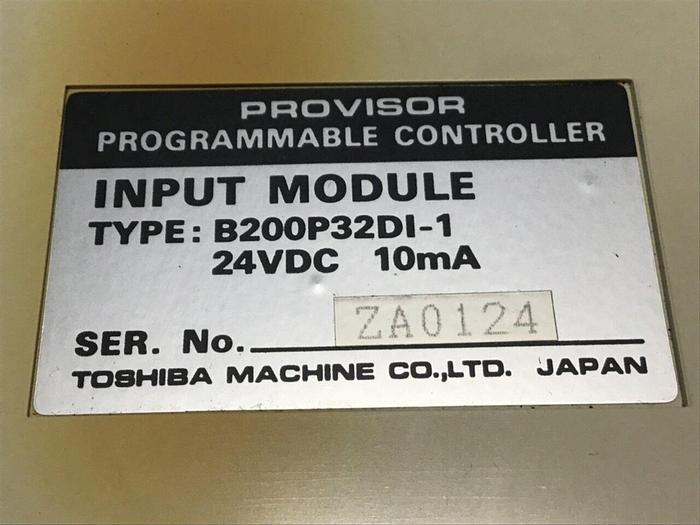 PROVISOR
PROGRAMMABLE CONTROLLER
INPUT MODULE
TYPE: B200P32DI-1
24VDC 10mA
SER. No. ZA0124
TOSHIBA MACHINE CO.,LTD. JAPAN